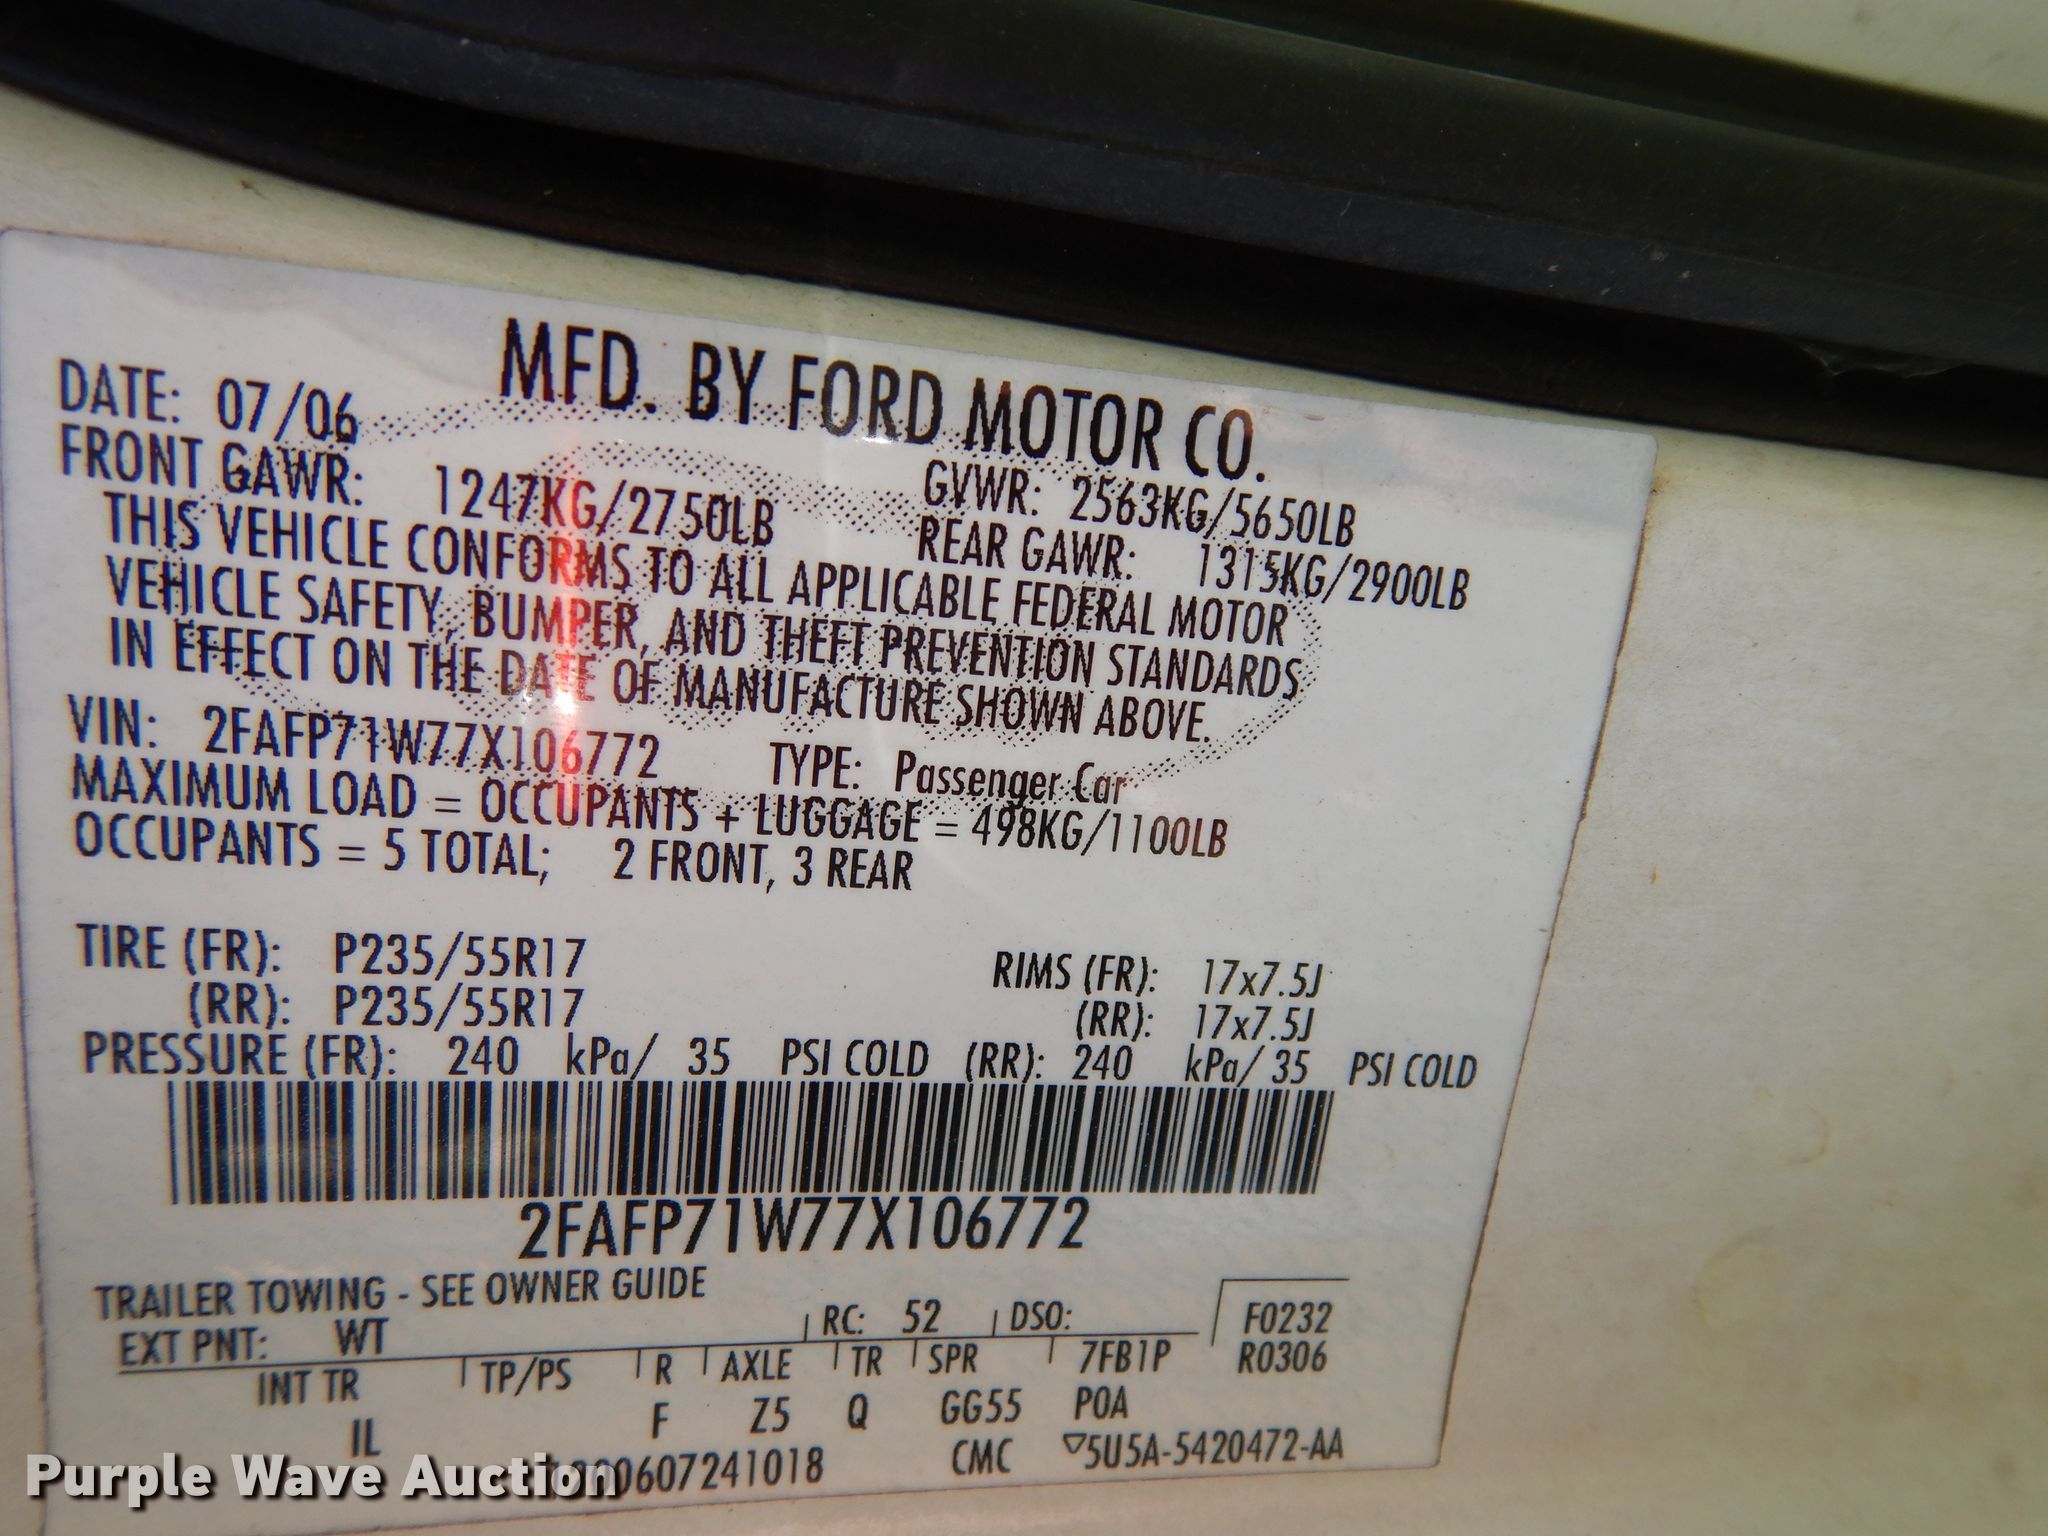 MFD. BY FORD MOTOR CO.
DATE: 07/06 GVWR: 2563KG/5650LB
FRONT GAWR: 1247KG/2750LB REAR GAWR: 1315KG/2900LB
THIS VEHICLE CONFORMS TO ALL APPLICABLE FEDERAL MOTOR
VEHICLE SAFETY, BUMPER, AND THEFT PREVENTION STANDARDS
IN EFFECT ON THE DATE OF MANUFACTURE SHOWN ABOVE.
VIN: 2FAFP71W77X106772 TYPE: Passenger Car
MAXIMUM LOAD = OCCUPANTS + LUGGAGE = 498KG/1100LB
OCCUPANTS = 5 TOTAL; 2 FRONT, 3 REAR
TIRE (FR): P235/55R17 RIMS (FR): 17x7.5J
(RR): P235/55R17 (RR): 17x7.5J
PRESSURE (FR): 240 kPa/ 35 PSI COLD (RR): 240 kPa/ 35 PSI COLD
2FAFP71W77X106772
TRAILER TOWING - SEE OWNER GUIDE
EXT PNT: WT RC: 52 DSO: F0232
INT TR TP/PS R AXLE TR SPR 7FB1P R0306
IL F Z5 Q GG55 POA
CMC ▽5U5A-5420472-AA
Purple Wave Auction